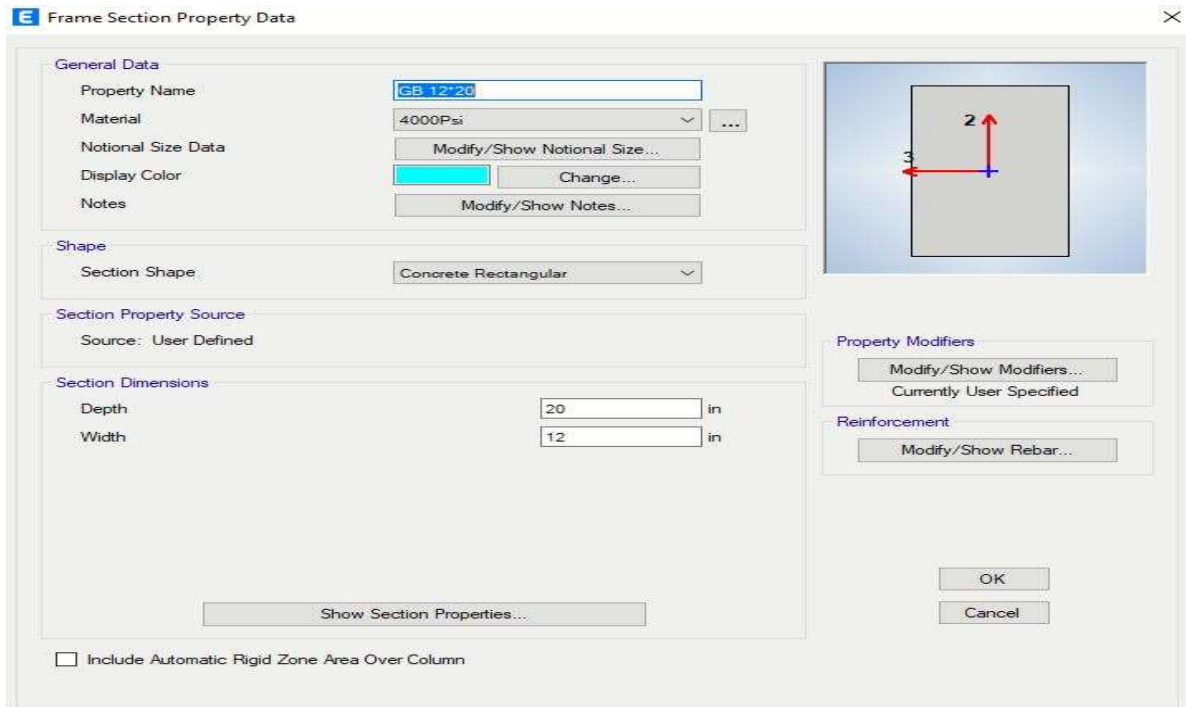 E Frame Section Property Data
General Data
Property Name GB 12*20
Material 4000Psi ...
Notional Size Data Modify/Show Notional Size...
Display Color Change...
Notes Modify/Show Notes...
2
3
Shape
Section Shape Concrete Rectangular
Section Property Source
Source: User Defined
Property Modifiers
Modify/Show Modifiers...
Currently User Specified
Section Dimensions
Depth 20 in
Width 12 in
Reinforcement
Modify/Show Rebar...
OK
Show Section Properties...
Cancel
Include Automatic Rigid Zone Area Over Column